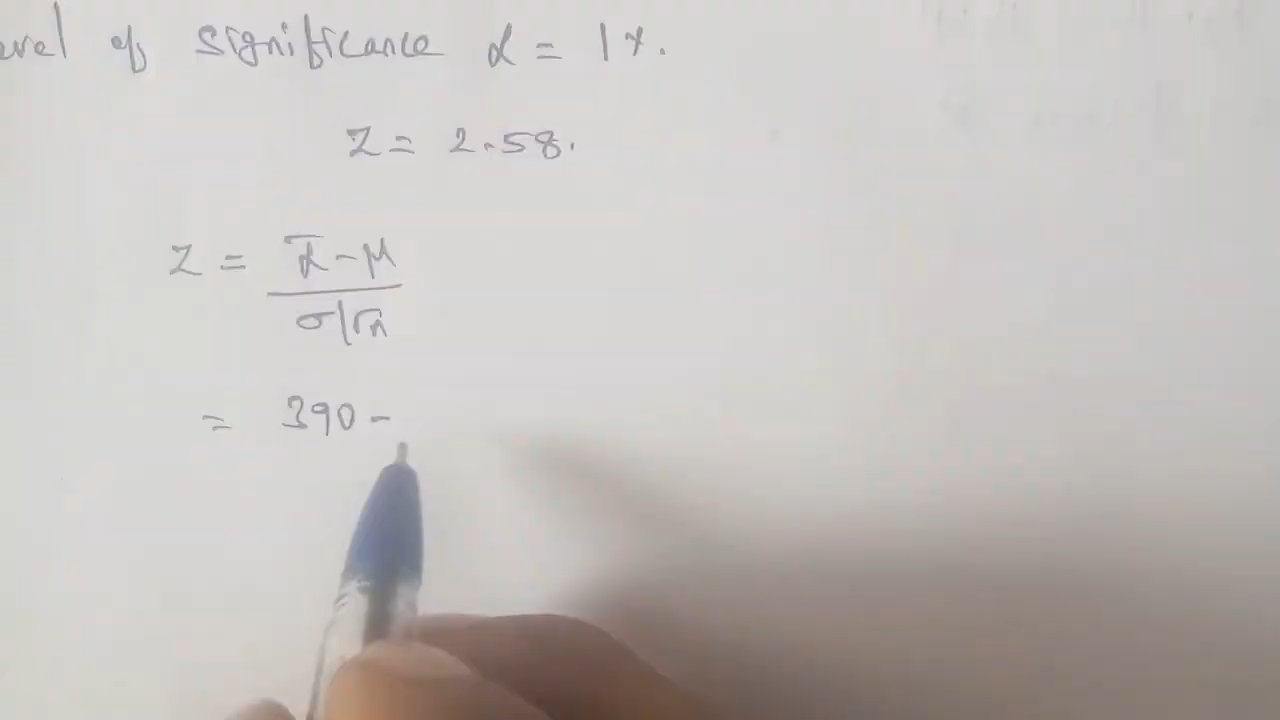 level of significance α = 1%.
Z = 2.58.
Z = x̄ - μ / σ/√n
= 390 -